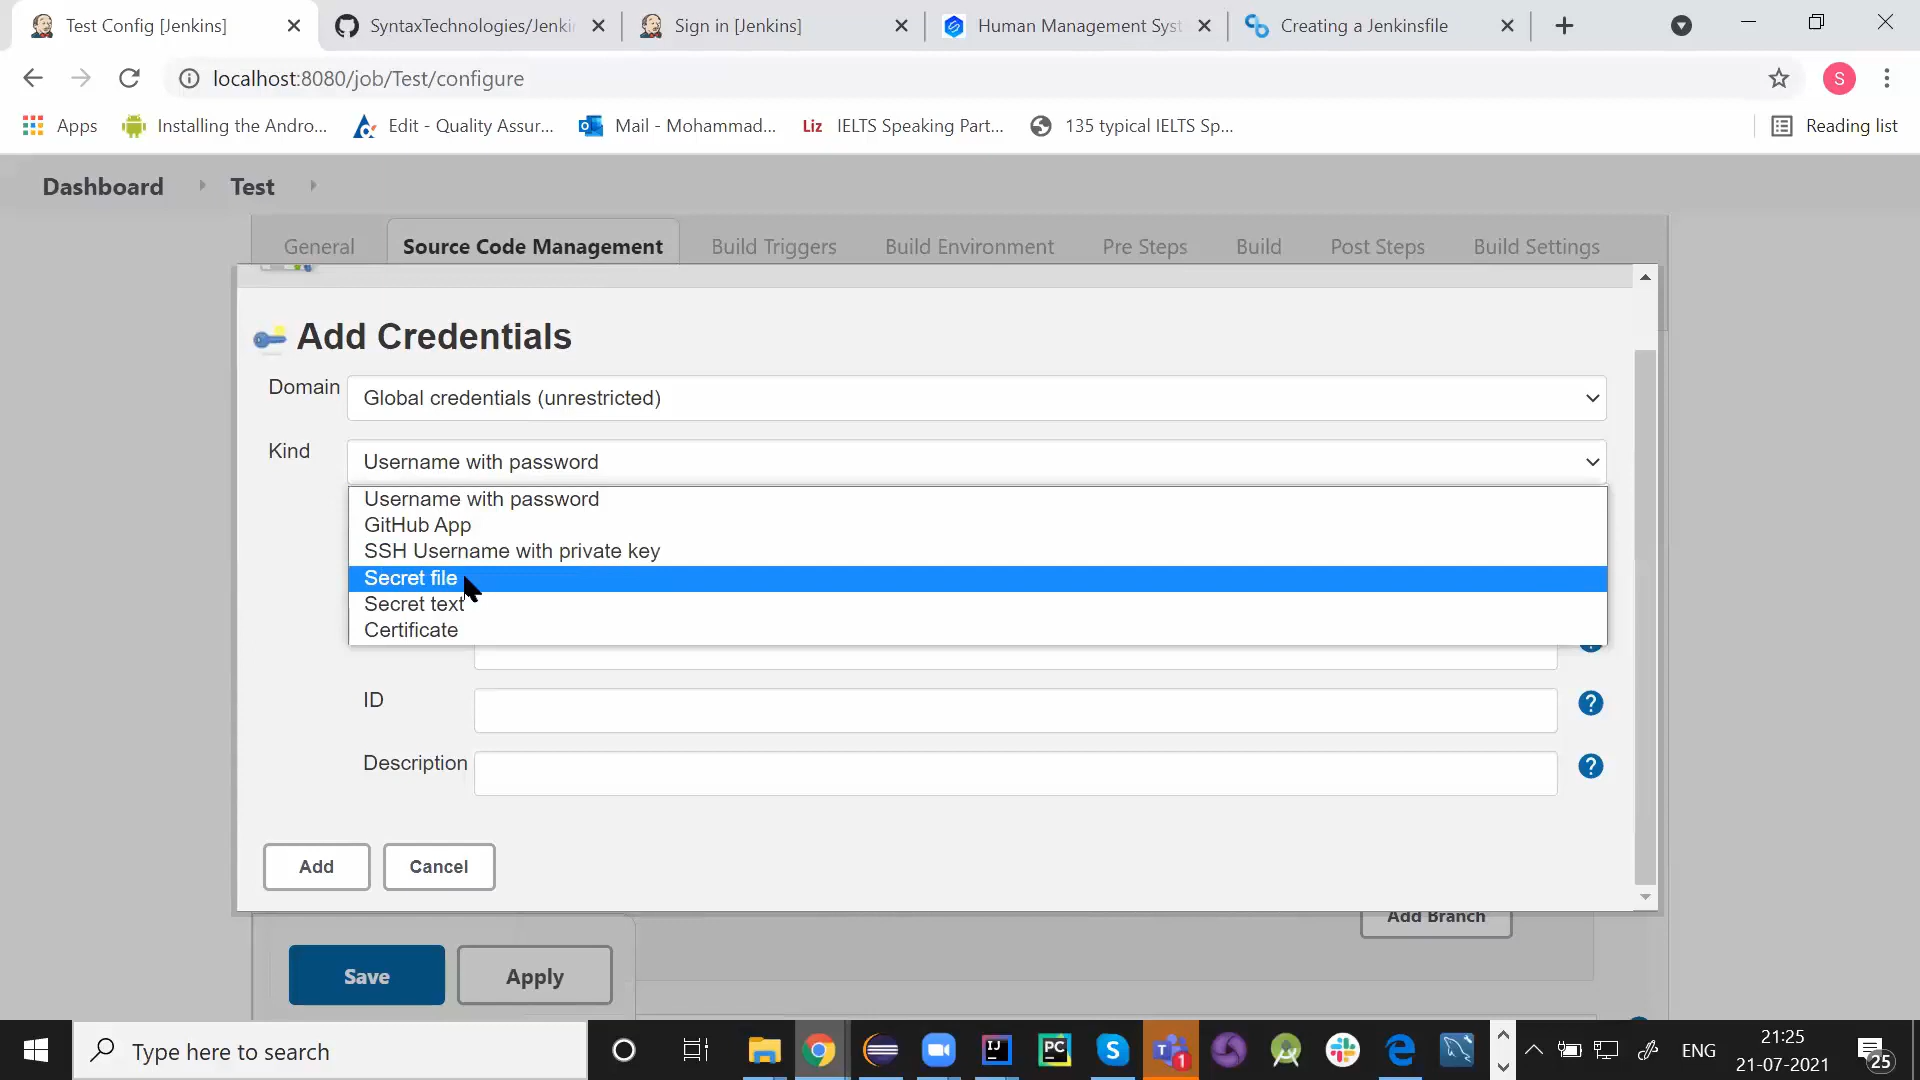 Test Config [Jenkins]
SyntaxTechnologies/Jenki
Sign in [Jenkins]
Human Management Syst
Creating a Jenkinsfile
localhost:8080/job/Test/configure
S
Apps
Installing the Andro...
Edit - Quality Assur...
Mail - Mohammad...
Liz
IELTS Speaking Part...
135 typical IELTS Sp...
Reading list
Dashboard
Test
General
Source Code Management
Build Triggers
Build Environment
Pre Steps
Build
Post Steps
Build Settings
Add Credentials
Domain
Global credentials (unrestricted)
Kind
Username with password
Username with password
GitHub App
SSH Username with private key
Secret file
Secret text
Certificate
ID
?
Description
?
Add
Cancel
Add Branch
Save
Apply
Type here to search
IJ
PC
1
ENG
21:25
21-07-2021
25